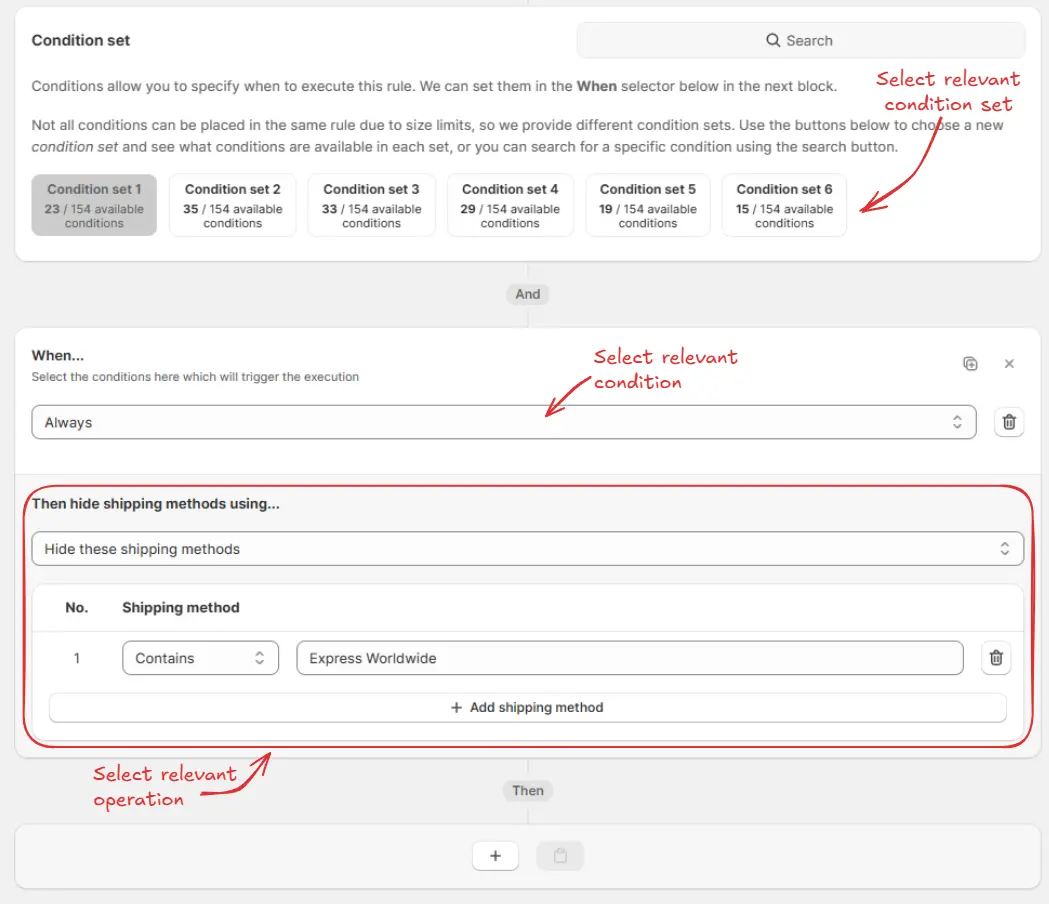 Condition set
Search
Conditions allow you to specify when to execute this rule. We can set them in the When selector below in the next block.
Select relevant
condition set
Not all conditions can be placed in the same rule due to size limits, so we provide different condition sets. Use the buttons below to choose a new
condition set and see what conditions are available in each set, or you can search for a specific condition using the search button.
Condition set 1
23 / 154 available
conditions
Condition set 2
35 / 154 available
conditions
Condition set 3
33 / 154 available
conditions
Condition set 4
29 / 154 available
conditions
Condition set 5
19 / 154 available
conditions
Condition set 6
15 / 154 available
conditions
And
When...
Select the conditions here which will trigger the execution
Select relevant
condition
Always
Then hide shipping methods using...
Hide these shipping methods
No. Shipping method
1 Contains Express Worldwide
+ Add shipping method
Select relevant
operation
Then
+